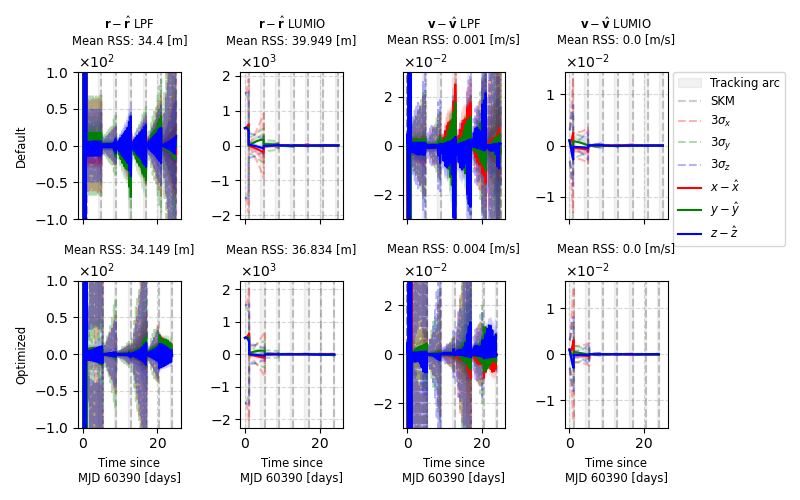 r − r̂ LPF
Mean RSS: 34.4 [m]
r − r̂ LUMIO
Mean RSS: 39.949 [m]
v − v̂ LPF
Mean RSS: 0.001 [m/s]
v − v̂ LUMIO
Mean RSS: 0.0 [m/s]
Default
×10²
1.0
0.5
0.0
−0.5
−1.0
×10³
2
1
0
−1
−2
0
20
×10⁻²
2
0
−2
×10⁻²
1
0
−1
0
20
Tracking arc
SKM
3σₓ
3σ_y
3σ_z
x − x̂
y − ŷ
z − ẑ
Mean RSS: 34.149 [m]
Mean RSS: 36.834 [m]
Mean RSS: 0.004 [m/s]
Mean RSS: 0.0 [m/s]
Optimized
×10²
1.0
0.5
0.0
−0.5
−1.0
0
20
Time since
MJD 60390 [days]
×10³
2
1
0
−1
−2
0
20
Time since
MJD 60390 [days]
×10⁻²
2
0
−2
0
20
Time since
MJD 60390 [days]
×10⁻²
1
0
−1
0
20
Time since
MJD 60390 [days]